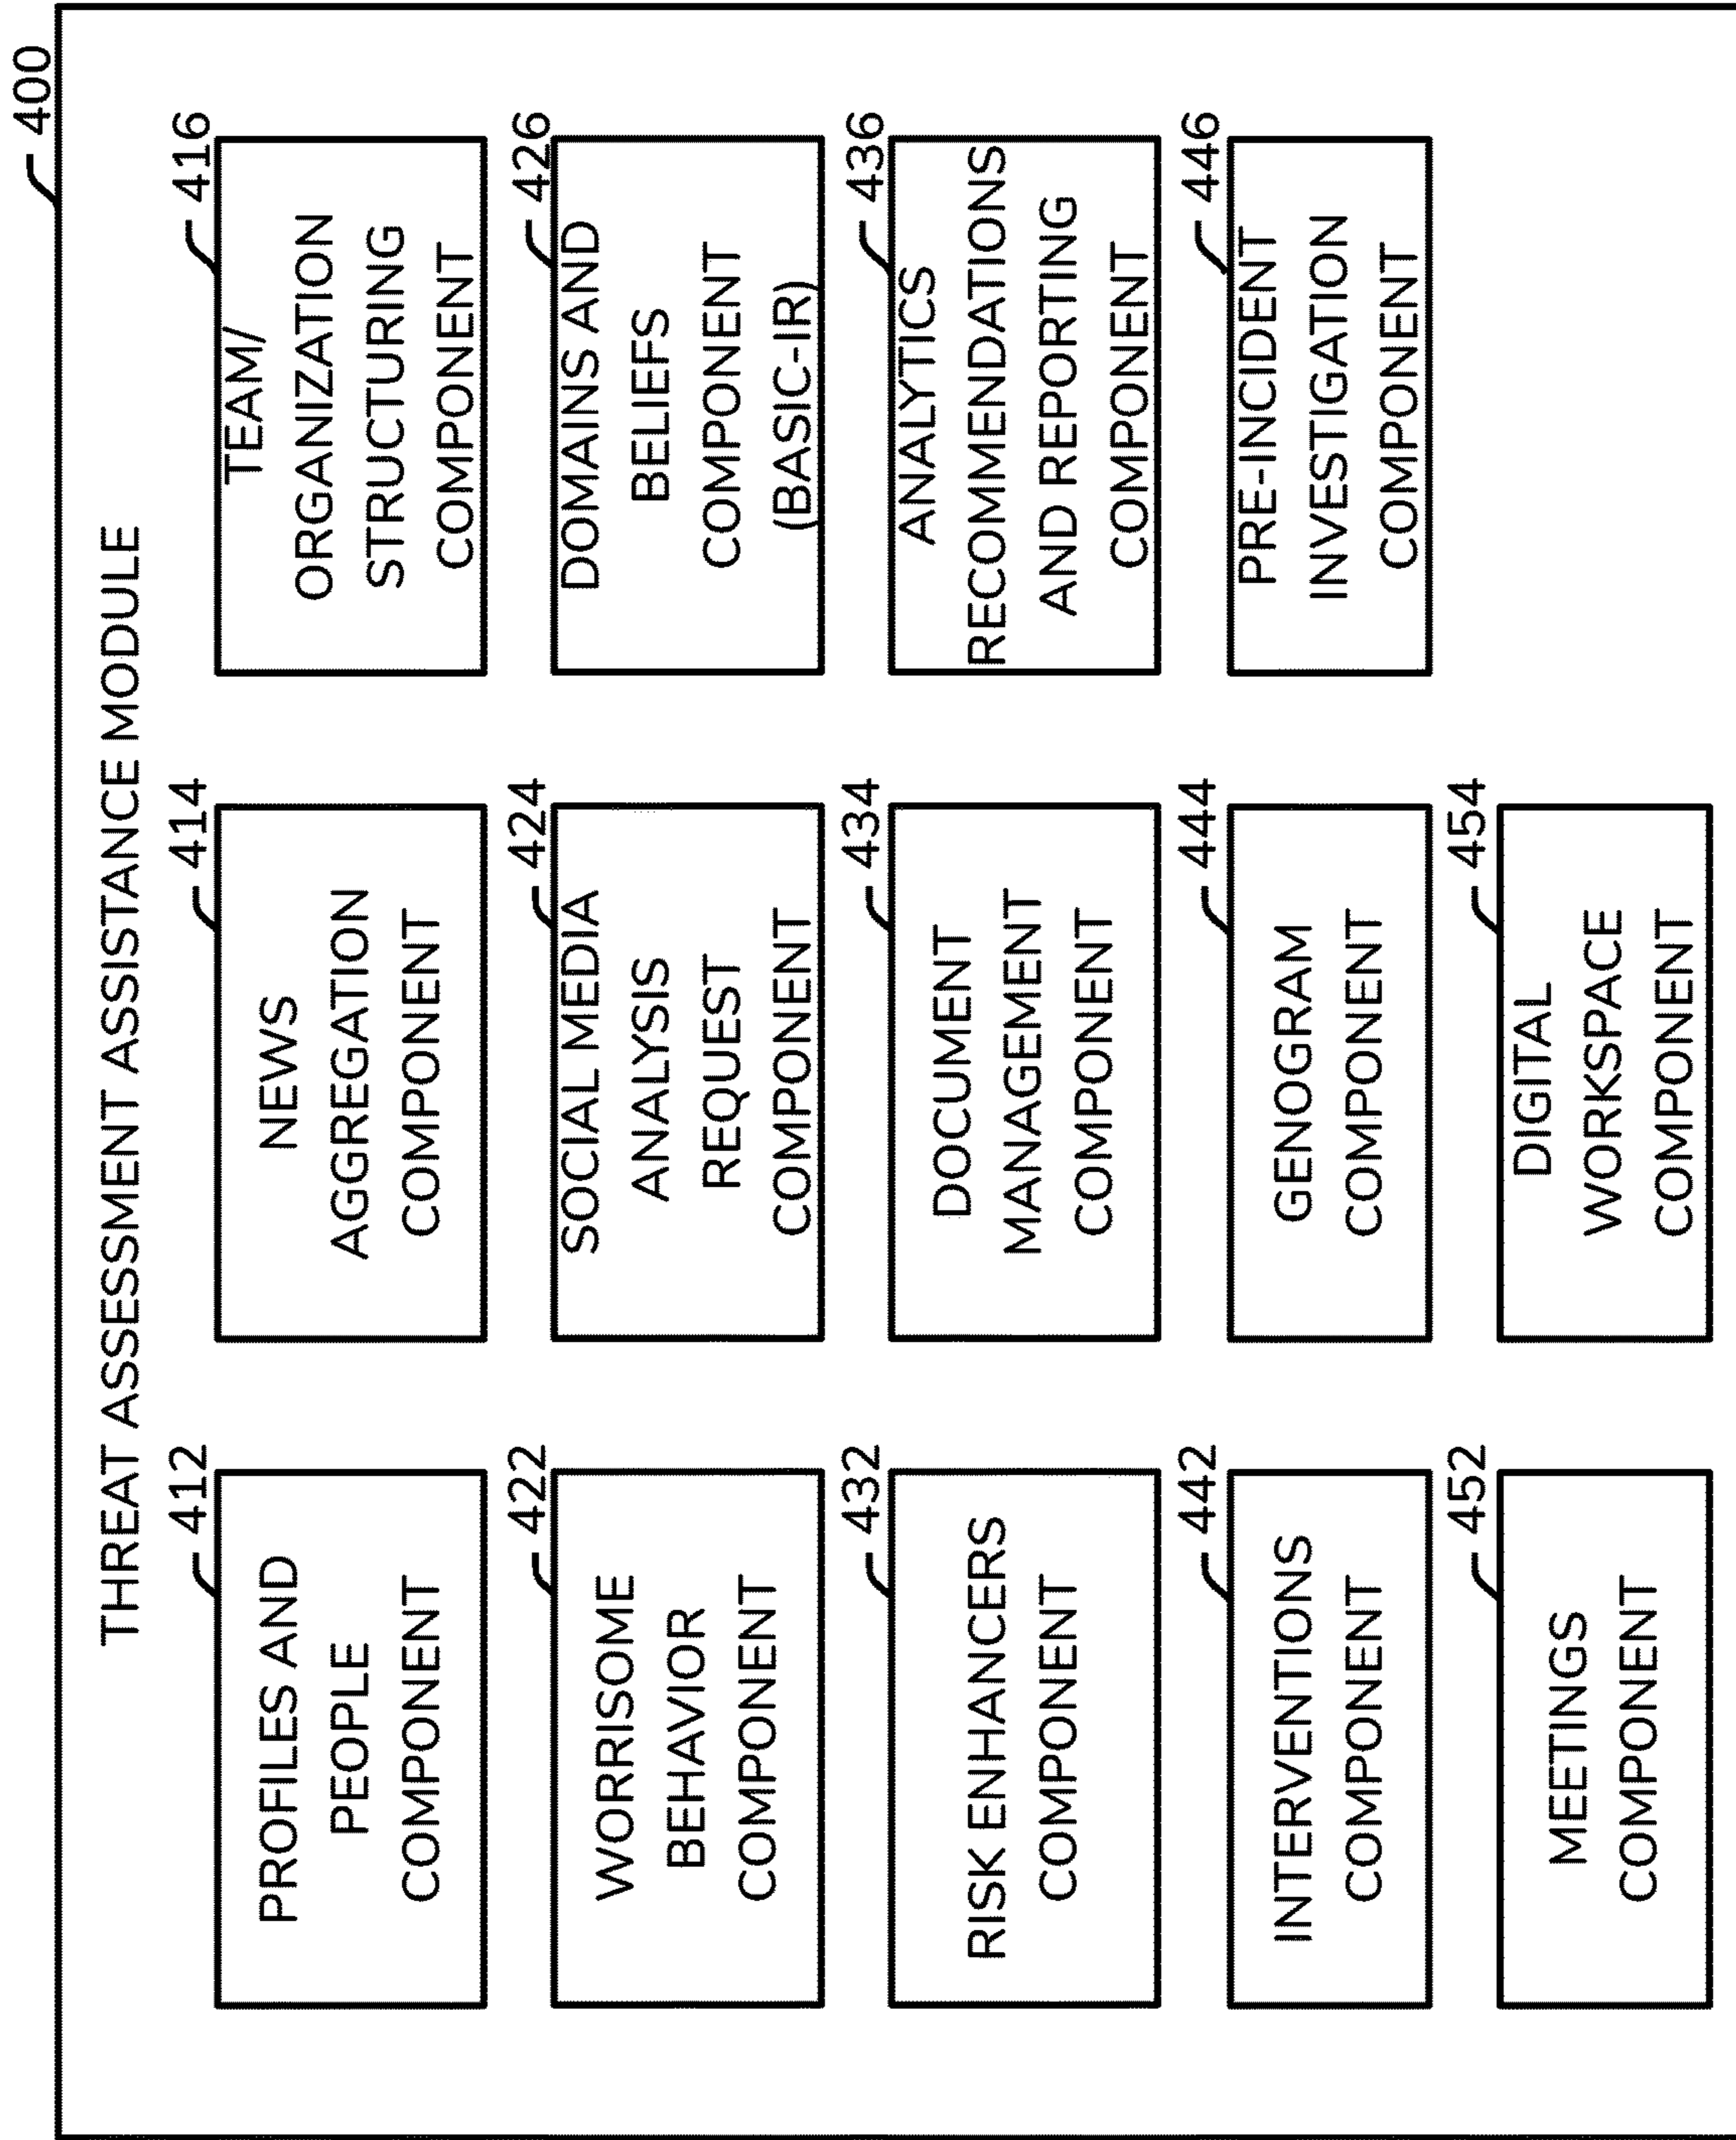 400
THREAT ASSESSMENT ASSISTANCE MODULE
412
PROFILES AND
PEOPLE
COMPONENT
414
NEWS
AGGREGATION
COMPONENT
416
TEAM/
ORGANIZATION
STRUCTURING
COMPONENT
422
WORRISOME
BEHAVIOR
COMPONENT
424
SOCIAL MEDIA
ANALYSIS
REQUEST
COMPONENT
426
DOMAINS AND
BELIEFS
COMPONENT
(BASIC-IR)
432
RISK ENHANCERS
COMPONENT
434
DOCUMENT
MANAGEMENT
COMPONENT
436
ANALYTICS
RECOMMENDATIONS
AND REPORTING
COMPONENT
442
INTERVENTIONS
COMPONENT
444
GENOGRAM
COMPONENT
446
PRE-INCIDENT
INVESTIGATION
COMPONENT
452
MEETINGS
COMPONENT
454
DIGITAL
WORKSPACE
COMPONENT